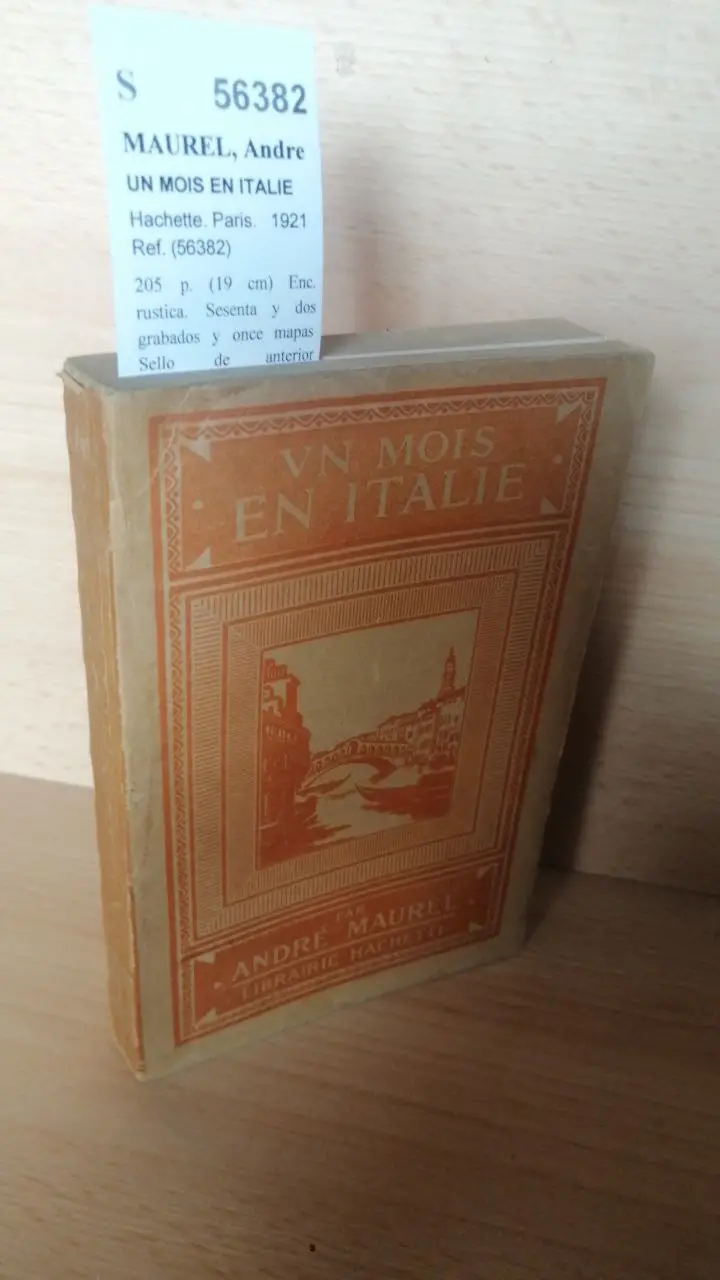 S 56382
MAUREL, Andre
UN MOIS EN ITALIE
Hachette. Paris. 1921
Ref. (56382)
205 p. (19 cm) Enc.
rustica. Sesenta y dos
grabados y once mapas
Sello de anterior
VN MOIS
EN ITALIE
PAR
ANDRÉ MAUREL
LIBRAIRIE HACHETTE